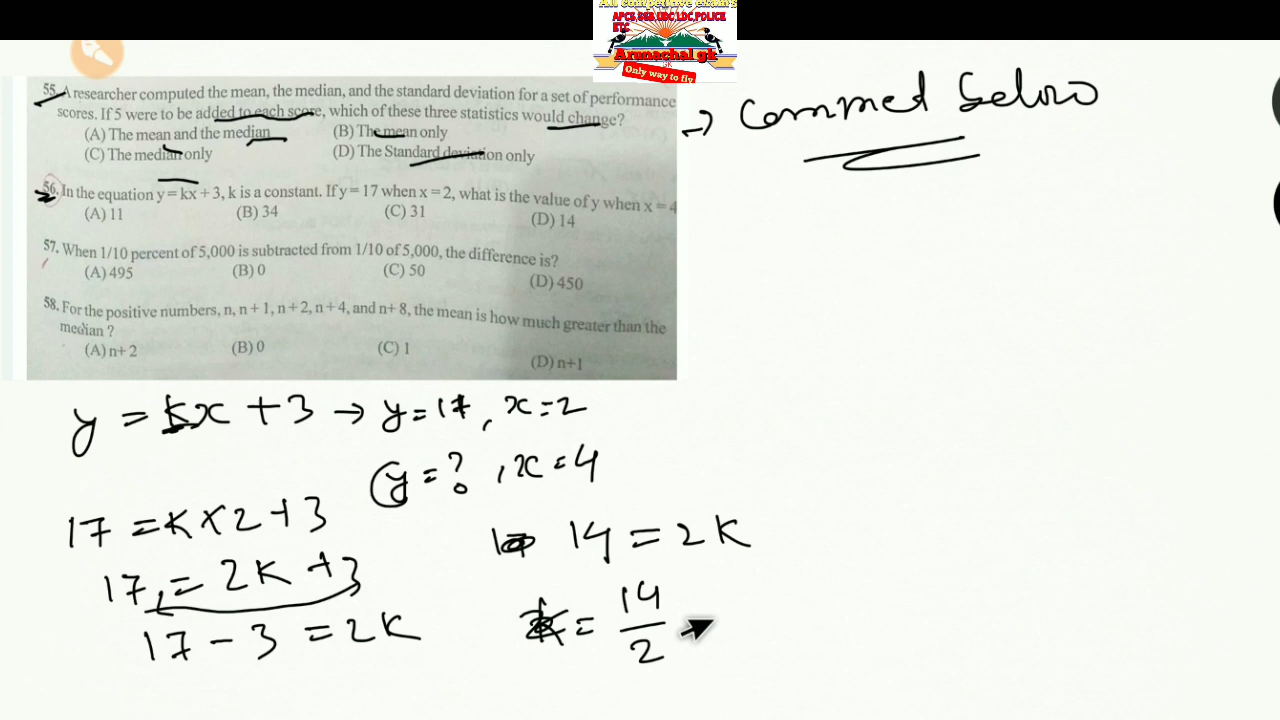 All competitive exams
APCS,SSB,UDC,LDC,POLICE
ETC
Arunachal gk
Only way to fly
55. A researcher computed the mean, the median, and the standard deviation for a set of performance
scores. If 5 were to be added to each score, which of these three statistics would change?
(A) The mean and the median (B) The mean only
(C) The median only (D) The Standard deviation only
56. In the equation y = kx + 3, k is a constant. If y = 17 when x = 2, what is the value of y when x = 4
(A) 11 (B) 34 (C) 31 (D) 14
57. When 1/10 percent of 5,000 is subtracted from 1/10 of 5,000, the difference is?
(A) 495 (B) 0 (C) 50 (D) 450
58. For the positive numbers, n, n + 1, n + 2, n + 4, and n+ 8, the mean is how much greater than the
median ?
(A) n+ 2 (B) 0 (C) 1 (D) n+1
→ Commed
y = kx + 3 → y = 17, x = 2
y = ? , x = 4
17 = k × 2 + 3
17 = 2k + 3
17 - 3 = 2k
14 = 2k
= 14/2